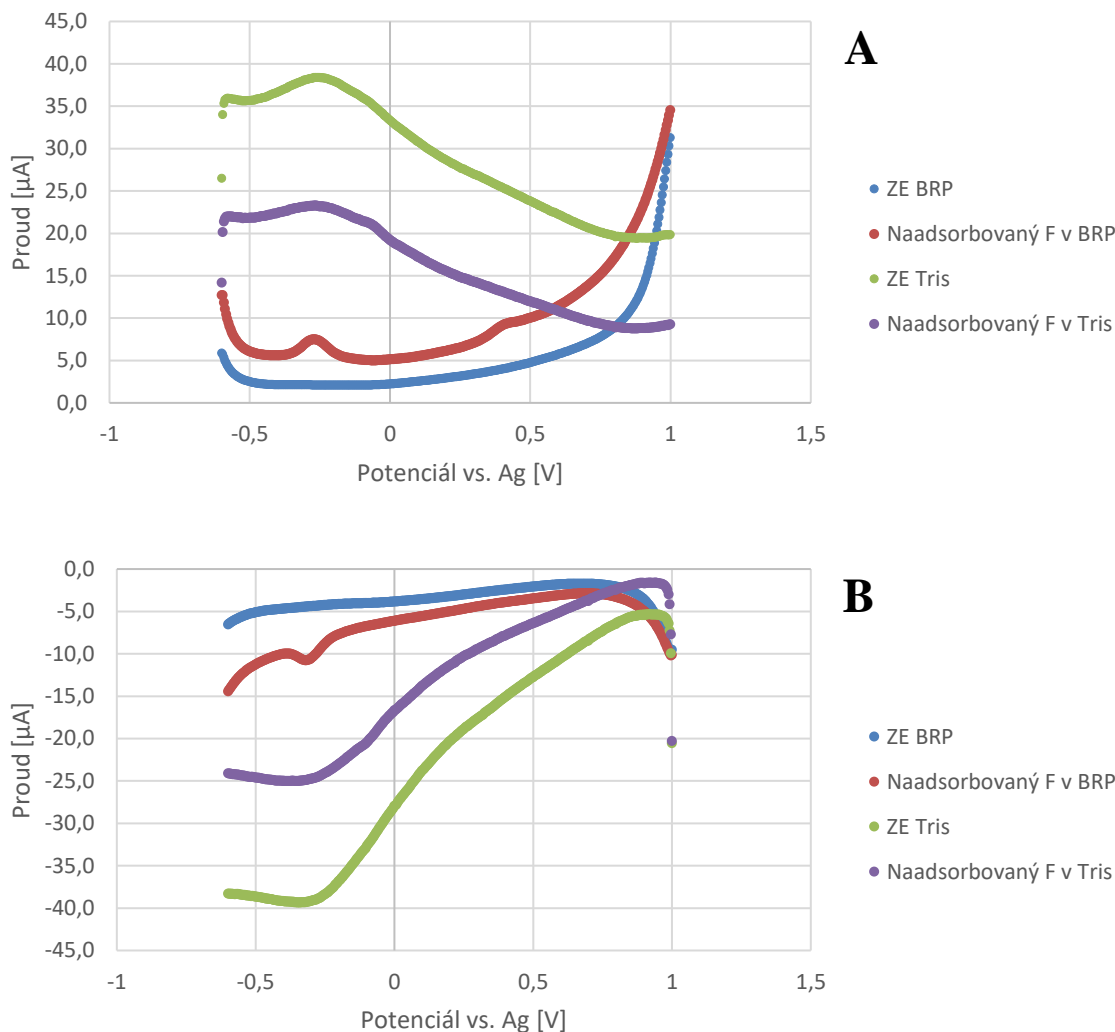 A
45,0
40,0
35,0
30,0
25,0
20,0
15,0
10,0
5,0
0,0
Proud [µA]
-1
-0,5
0
0,5
1
1,5
Potenciál vs. Ag [V]
ZE BRP
Naadsorbovaný F v BRP
ZE Tris
Naadsorbovaný F v Tris
B
0,0
-5,0
-10,0
-15,0
-20,0
-25,0
-30,0
-35,0
-40,0
-45,0
Proud [µA]
-1
-0,5
0
0,5
1
1,5
Potenciál vs. Ag [V]
ZE BRP
Naadsorbovaný F v BRP
ZE Tris
Naadsorbovaný F v Tris